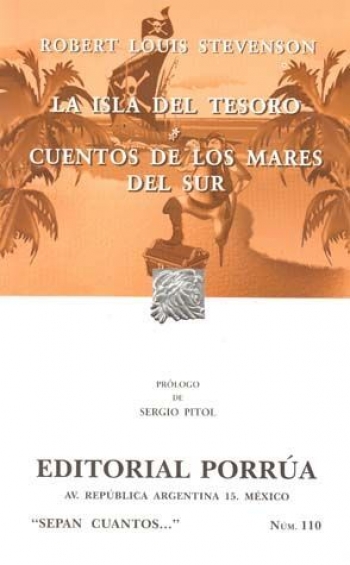 ROBERT LOUIS STEVENSON
LA ISLA DEL TESORO
*
CUENTOS DE LOS MARES
DEL SUR
PRÓLOGO
DE
SERGIO PITOL
EDITORIAL PORRÚA
AV. REPÚBLICA ARGENTINA 15. MÉXICO
“SEPAN CUANTOS...” NÚM. 110